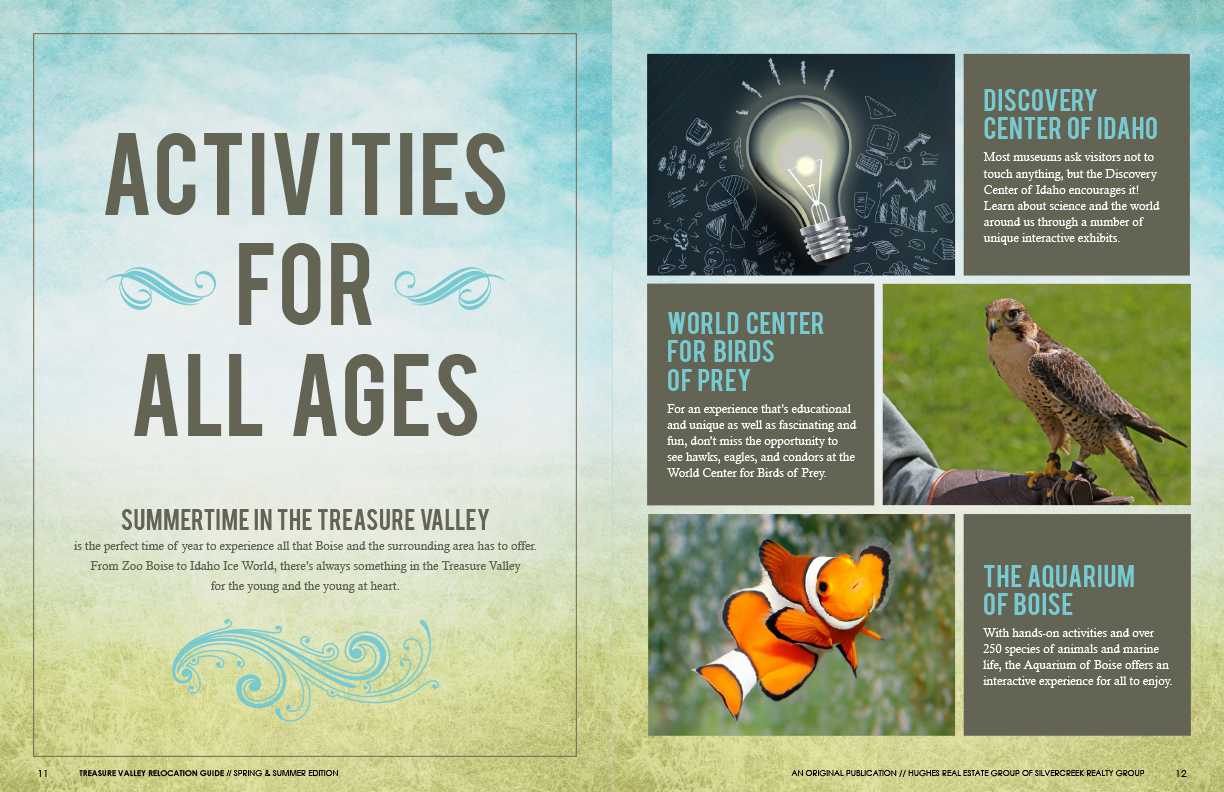 ACTIVITIES
FOR
ALL AGES
SUMMERTIME IN THE TREASURE VALLEY
is the perfect time of year to experience all that Boise and the surrounding area has to offer.
From Zoo Boise to Idaho Ice World, there's always something in the Treasure Valley
for the young and the young at heart.
11 TREASURE VALLEY RELOCATION GUIDE // SPRING & SUMMER EDITION
DISCOVERY
CENTER OF IDAHO
Most museums ask visitors not to
touch anything, but the Discovery
Center of Idaho encourages it!
Learn about science and the world
around us through a number of
unique interactive exhibits.
WORLD CENTER
FOR BIRDS
OF PREY
For an experience that's educational
and unique as well as fascinating and
fun, don't miss the opportunity to
see hawks, eagles, and condors at the
World Center for Birds of Prey.
THE AQUARIUM
OF BOISE
With hands-on activities and over
250 species of animals and marine
life, the Aquarium of Boise offers an
interactive experience for all to enjoy.
AN ORIGINAL PUBLICATION // HUGHES REAL ESTATE GROUP OF SILVERCREEK REALTY GROUP 12